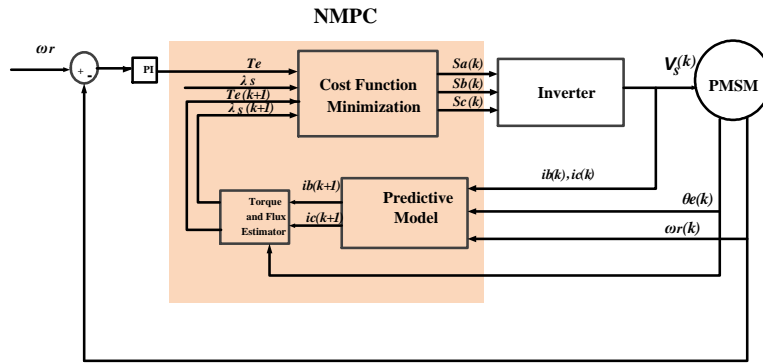 NMPC
ωr
+
-
PI
Te
λs
Te(k+1)
λs(k+1)
Cost Function
Minimization
Sa(k)
Sb(k)
Sc(k)
Inverter
Vs(k)
PMSM
ib(k),ic(k)
θe(k)
ωr(k)
Predictive
Model
ib(k+1)
ic(k+1)
Torque
and Flux
Estimator